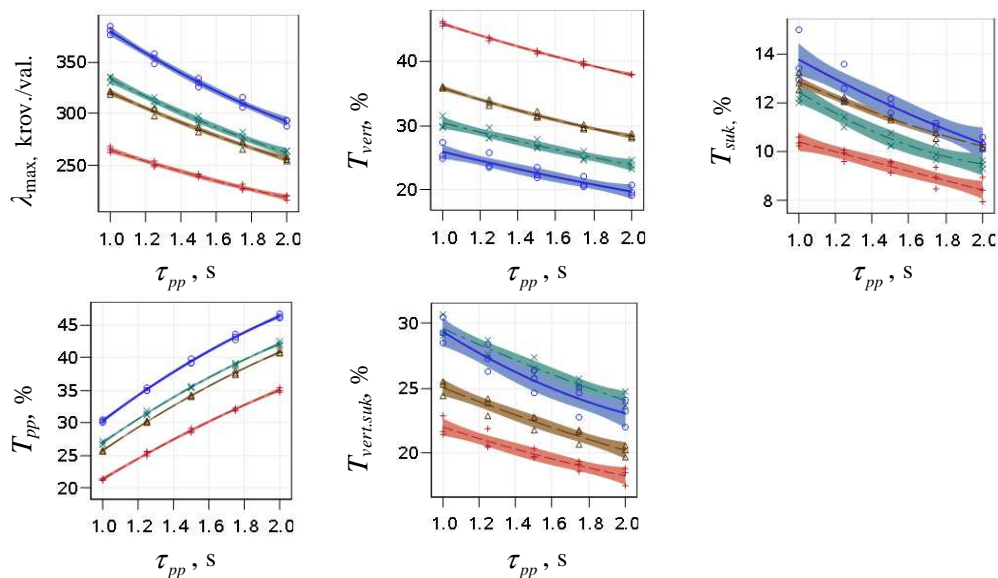 λmax, krov./val.
350
300
250
1.0 1.2 1.4 1.6 1.8 2.0
τpp , s
Tvert, %
40
30
20
1.0 1.2 1.4 1.6 1.8 2.0
τpp , s
Tsuk, %
14
12
10
8
1.0 1.2 1.4 1.6 1.8 2.0
τpp , s
Tpp, %
45
40
35
30
25
20
1.0 1.2 1.4 1.6 1.8 2.0
τpp , s
Tvert.suk, %
30
25
20
1.0 1.2 1.4 1.6 1.8 2.0
τpp , s